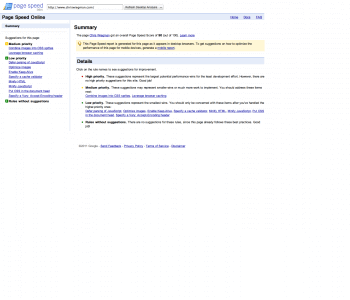 page speed
http://www.chriswagmon.com/
Refresh Desktop Analysis
Page Speed Online
Home Docs FAQ
Summary
Suggestions for this page:
Medium priority
Combine images into CSS sprites
Leverage browser caching
Low priority
Defer parsing of JavaScript
Optimize images
Enable Keep-Alive
Specify a cache validator
Minify HTML
Minify JavaScript
Put CSS in the document head
Specify a Vary: Accept-Encoding header
Rules without suggestions
Summary
The page got an overall Page Speed Score of (out of 100). Learn more
This Page Speed report is generated for this page as it appears in desktop browsers. To get suggestions on how to optimize the
performance of this page for mobile devices, generate a mobile report.
Details
Click on the rule names to see suggestions for improvement.
High priority. These suggestions represent the largest potential performance wins for the least development effort. However, there are
no high priority suggestions for this site. Good job!
Medium priority. These suggestions may represent smaller wins or much more work to implement. You should address these items
next:
Combine images into CSS sprites, Leverage browser caching
Low priority. These suggestions represent the smallest wins. You should only be concerned with these items after you've handled the
higher-priority ones:
Defer parsing of JavaScript, Optimize images, Enable Keep-Alive, Specify a cache validator, Minify HTML, Minify JavaScript, Put CSS
in the document head, Specify a Vary: Accept-Encoding header
Rules without suggestions. There are no suggestions for these rules, since this page already follows these best practices. Good
job!
©2011 Google - Send Feedback - Privacy Policy - Terms of Service - Disclaimer